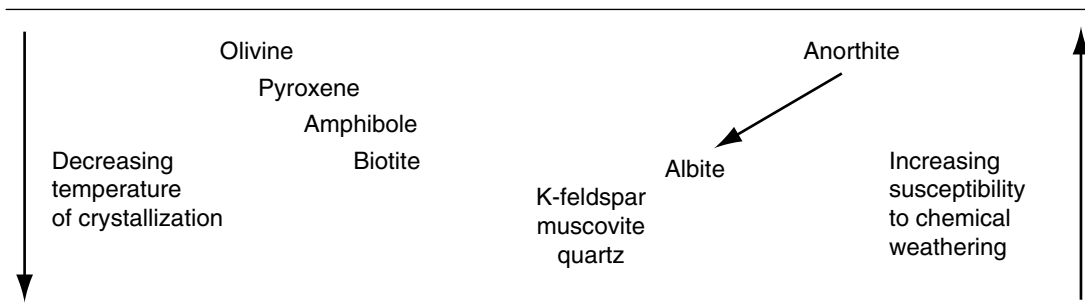 Olivine
Anorthite
Pyroxene
Amphibole
Biotite
Albite
Decreasing
temperature
of crystallization
K-feldspar
muscovite
quartz
Increasing
susceptibility
to chemical
weathering